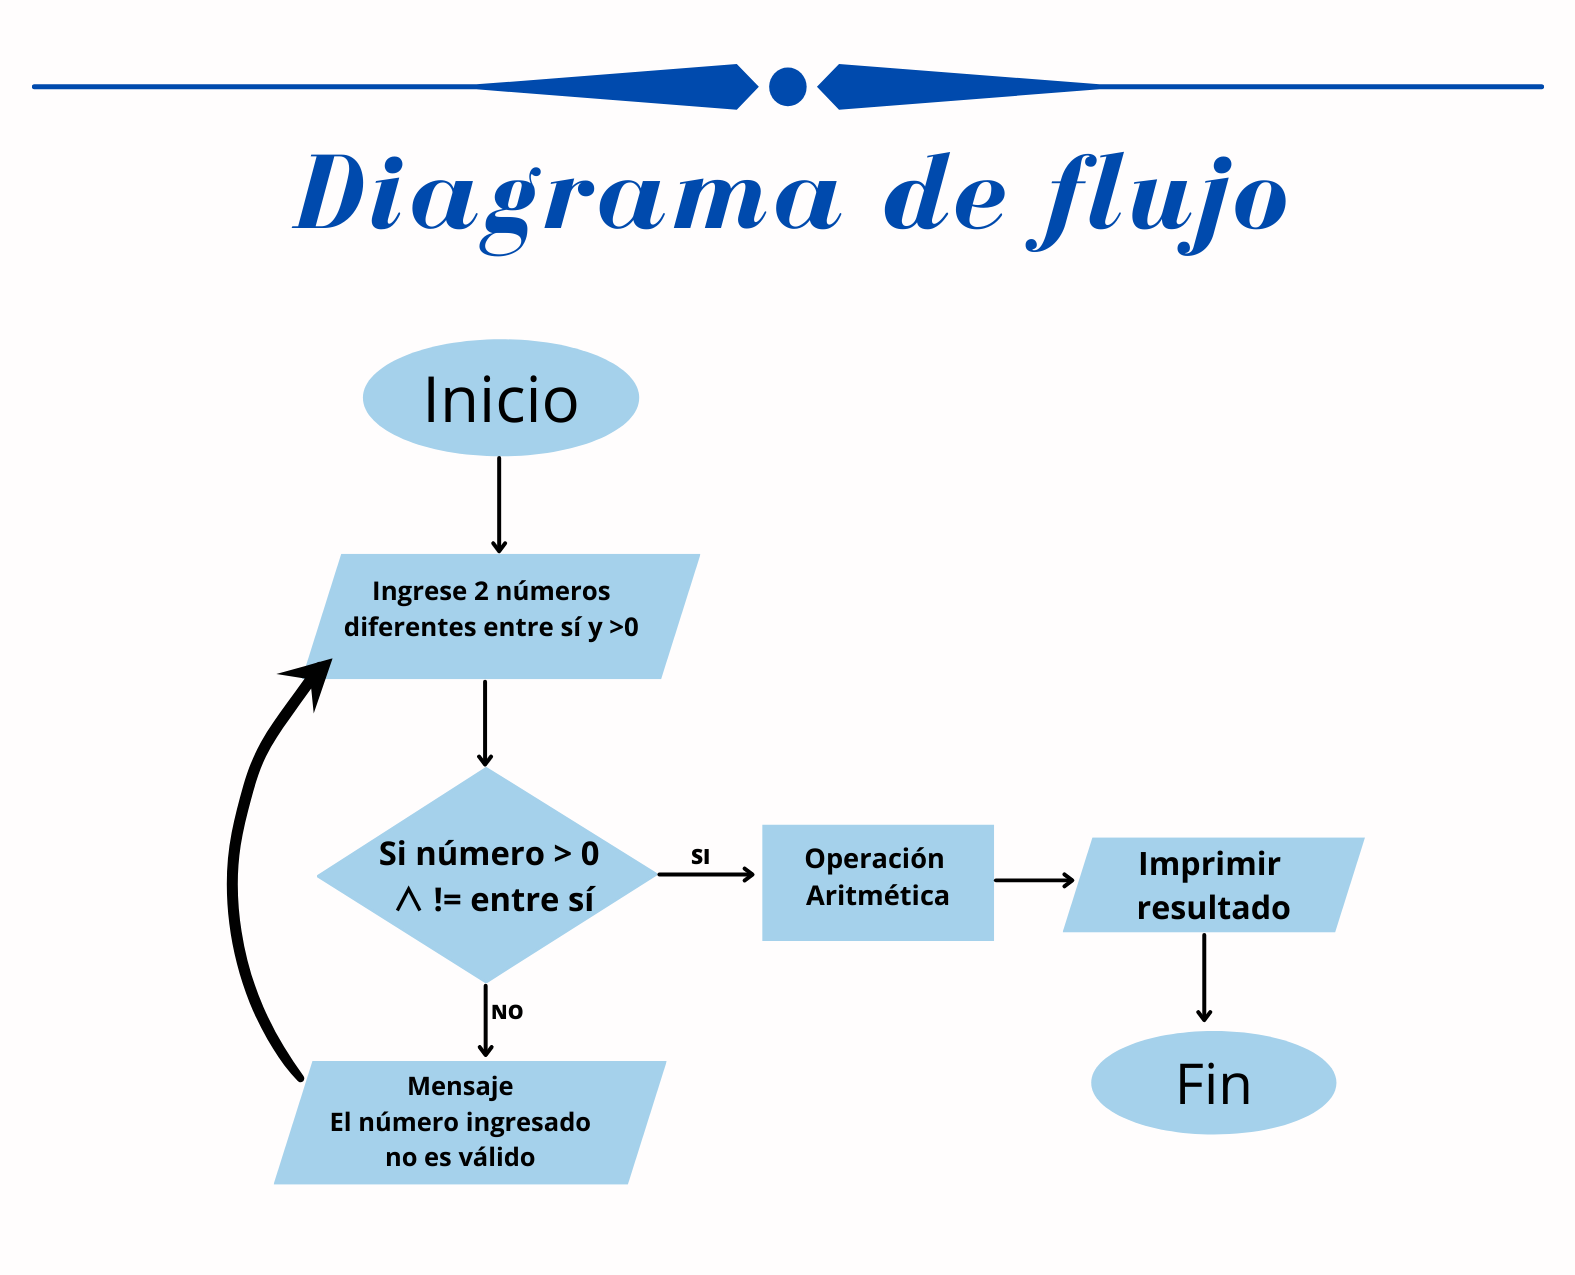 Diagrama de flujo
Inicio
Ingrese 2 números
diferentes entre sí y >0
Si número > 0
∧ != entre sí
SI
Operación
Aritmética
Imprimir
resultado
NO
Mensaje
El número ingresado
no es válido
Fin